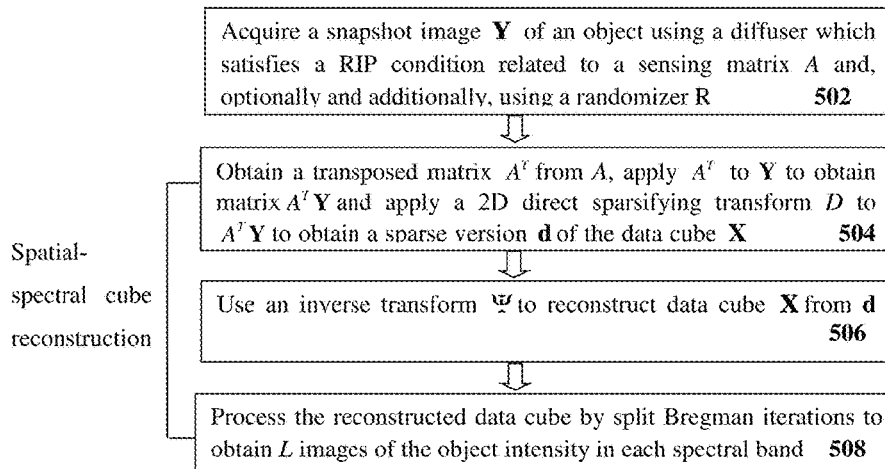 Acquire a snapshot image Y of an object using a diffuser which
satisfies a RIP condition related to a sensing matrix A and,
optionally and additionally, using a randomizer R 502
Obtain a transposed matrix Aᵀ from A, apply Aᵀ to Y to obtain
matrix AᵀY and apply a 2D direct sparsifying transform D to
AᵀY to obtain a sparse version d of the data cube X 504
Spatial-
spectral cube
reconstruction
Use an inverse transform Ψ to reconstruct data cube X from d
506
Process the reconstructed data cube by split Bregman iterations to
obtain L images of the object intensity in each spectral band 508